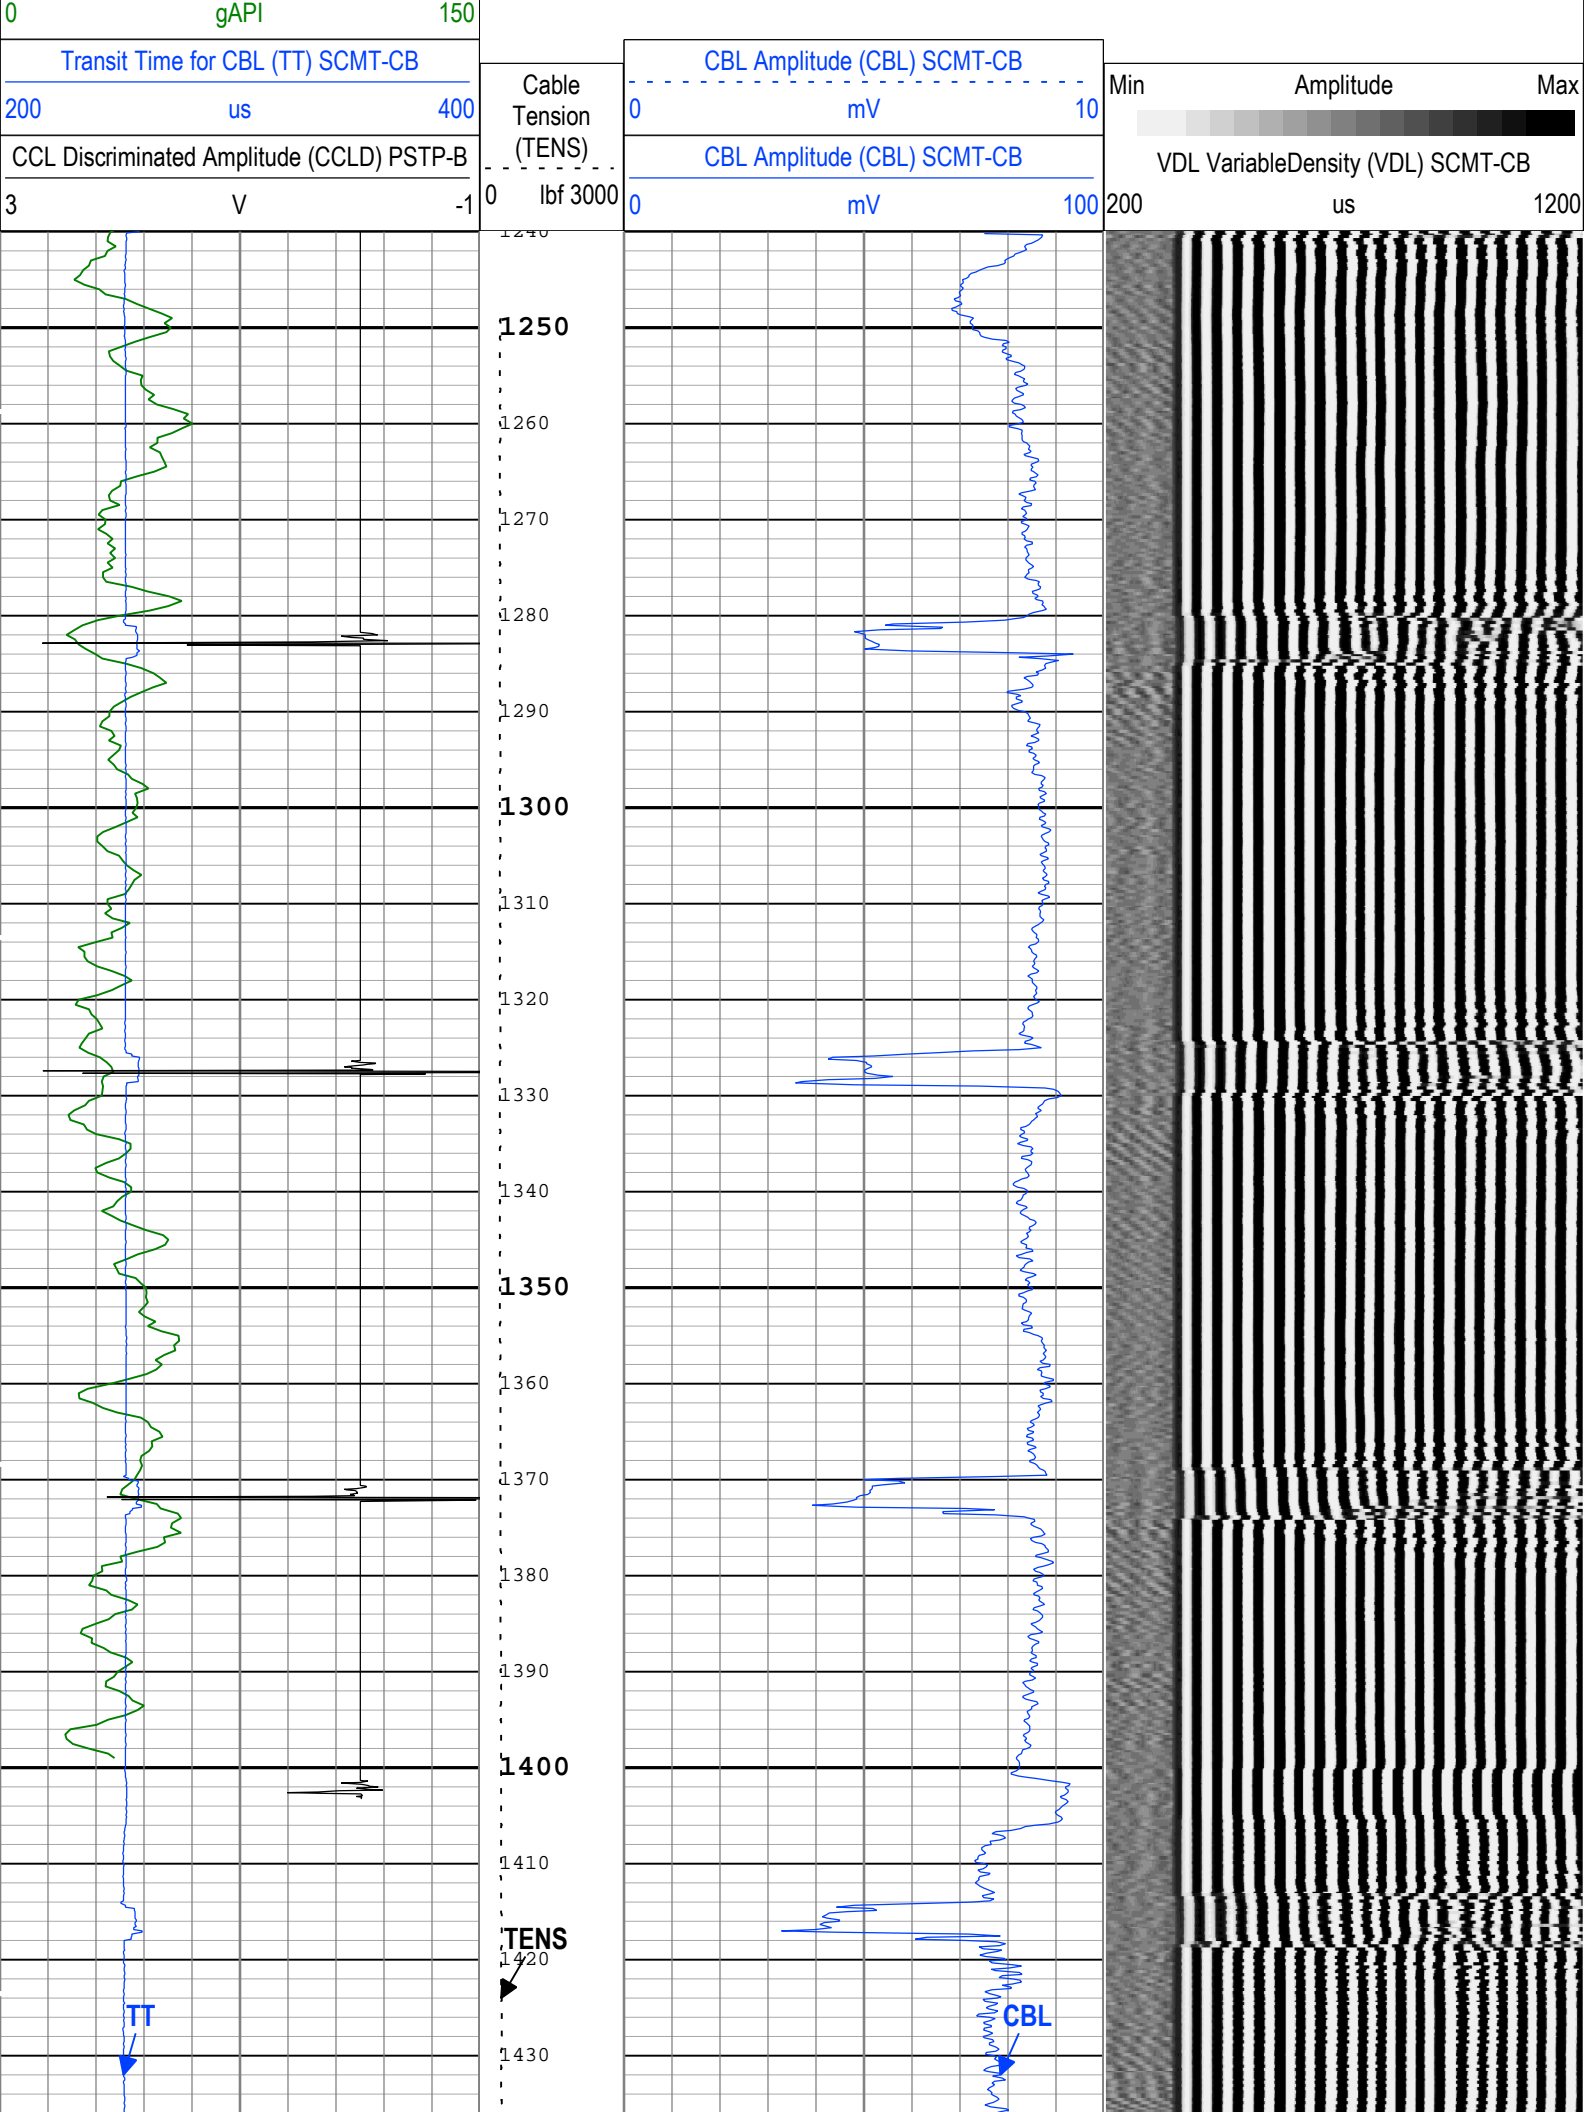 0 gAPI 150
Transit Time for CBL (TT) SCMT-CB
200 us 400
CCL Discriminated Amplitude (CCLD) PSTP-B
3 V -1
Cable
Tension
(TENS)
0 lbf 3000
CBL Amplitude (CBL) SCMT-CB
0 mV 10
CBL Amplitude (CBL) SCMT-CB
0 mV 100
Min Amplitude Max
VDL VariableDensity (VDL) SCMT-CB
200 us 1200
1240
1250
1260
1270
1280
1290
1300
1310
1320
1330
1340
1350
1360
1370
1380
1390
1400
1410
TENS
1420
TT
CBL
1430